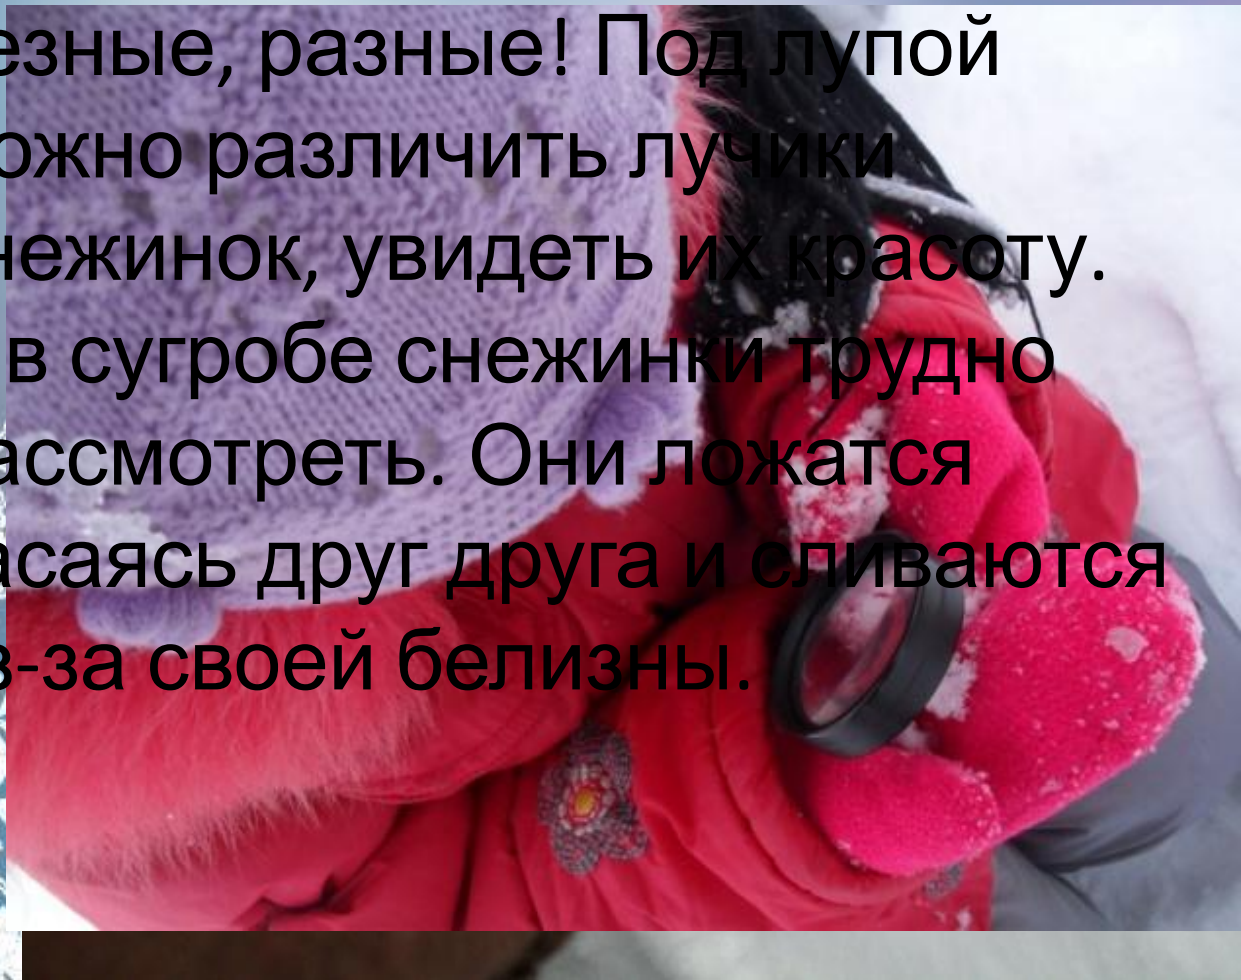 езные, разные! Под лупой
ожно различить лучики
нежинок, увидеть их красоту.
в сугробе снежинки трудно
ассмотреть. Они ложатся
асаясь друг друга и сливаются
з-за своей белизны.